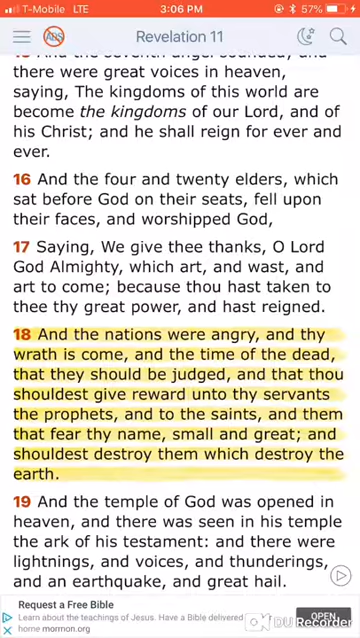 T-Mobile LTE 3:06 PM 57%
ADS Revelation 11
15 And the seventh angel sounded; and
there were great voices in heaven,
saying, The kingdoms of this world are
become the kingdoms of our Lord, and of
his Christ; and he shall reign for ever and
ever.
16 And the four and twenty elders, which
sat before God on their seats, fell upon
their faces, and worshipped God,
17 Saying, We give thee thanks, O Lord
God Almighty, which art, and wast, and
art to come; because thou hast taken to
thee thy great power, and hast reigned.
18 And the nations were angry, and thy
wrath is come, and the time of the dead,
that they should be judged, and that thou
shouldest give reward unto thy servants
the prophets, and to the saints, and them
that fear thy name, small and great; and
shouldest destroy them which destroy the
earth.
19 And the temple of God was opened in
heaven, and there was seen in his temple
the ark of his testament: and there were
lightnings, and voices, and thunderings,
and an earthquake, and great hail.
Request a Free Bible
Learn about the teachings of Jesus. Have a Bible delivered
home mormon.org
OPEN
DU Recorder